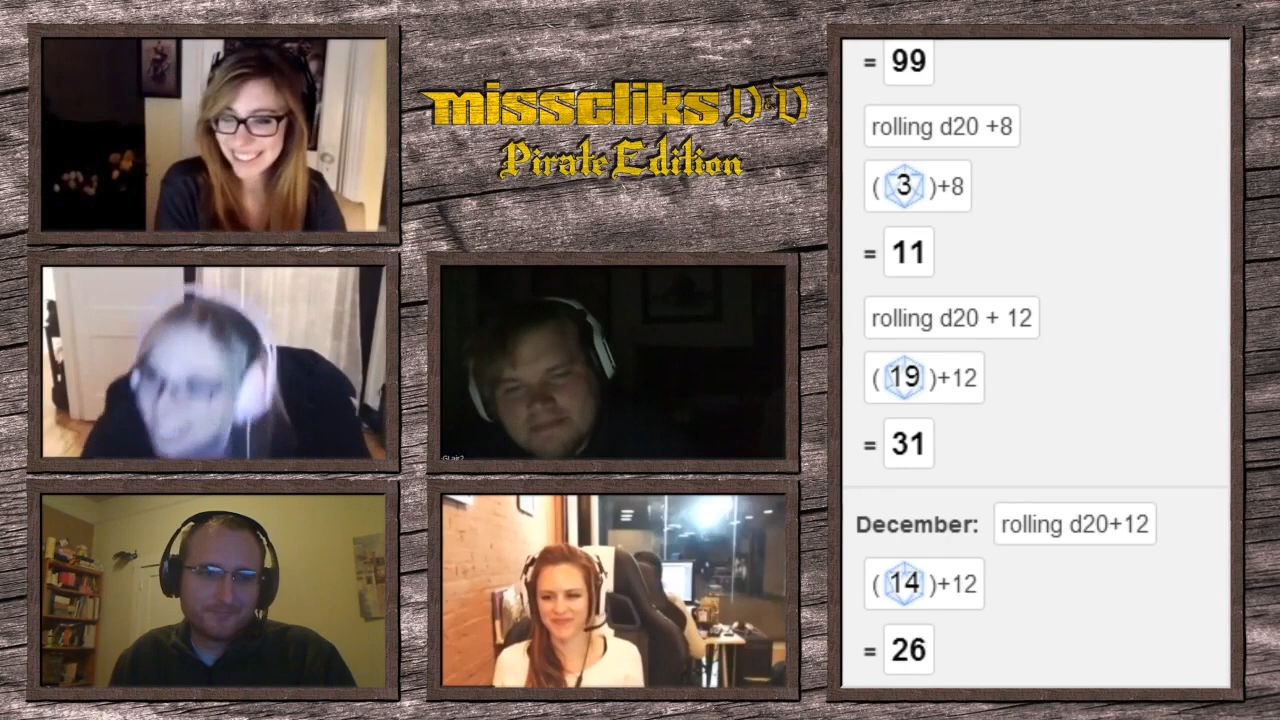 misscliks D&D
Pirate Edition
= 99
rolling d20 +8
(3)+8
= 11
rolling d20 + 12
(19)+12
= 31
December: rolling d20+12
(14)+12
= 26